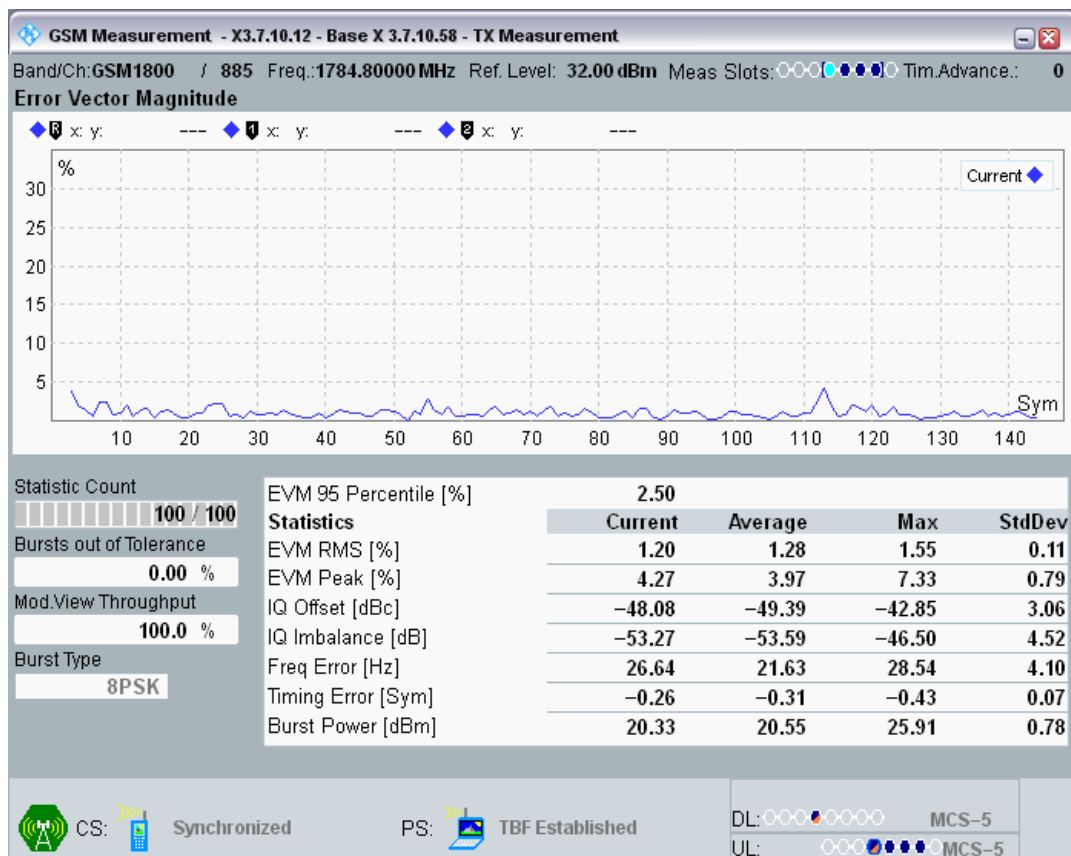 GSM Measurement - X3.7.10.12 - Base X 3.7.10.58 - TX Measurement
Band/Ch:GSM1800 / 885 Freq.:1784.80000 MHz Ref. Level: 32.00 dBm Meas Slots: Tim.Advance.: 0
Error Vector Magnitude
R x: y: --- 1 x: y: --- 2 x: y: ---
%
Current
30
25
20
15
10
5
Sym
10 20 30 40 50 60 70 80 90 100 110 120 130 140
Statistic Count
100 / 100
Bursts out of Tolerance
0.00 %
Mod.View Throughput
100.0 %
Burst Type
8PSK
EVM 95 Percentile [%] 2.50
Statistics Current Average Max StdDev
EVM RMS [%] 1.20 1.28 1.55 0.11
EVM Peak [%] 4.27 3.97 7.33 0.79
IQ Offset [dBc] −48.08 −49.39 −42.85 3.06
IQ Imbalance [dB] −53.27 −53.59 −46.50 4.52
Freq Error [Hz] 26.64 21.63 28.54 4.10
Timing Error [Sym] −0.26 −0.31 −0.43 0.07
Burst Power [dBm] 20.33 20.55 25.91 0.78
CS: Synchronized PS: TBF Established
DL: MCS−5
UL: MCS−5